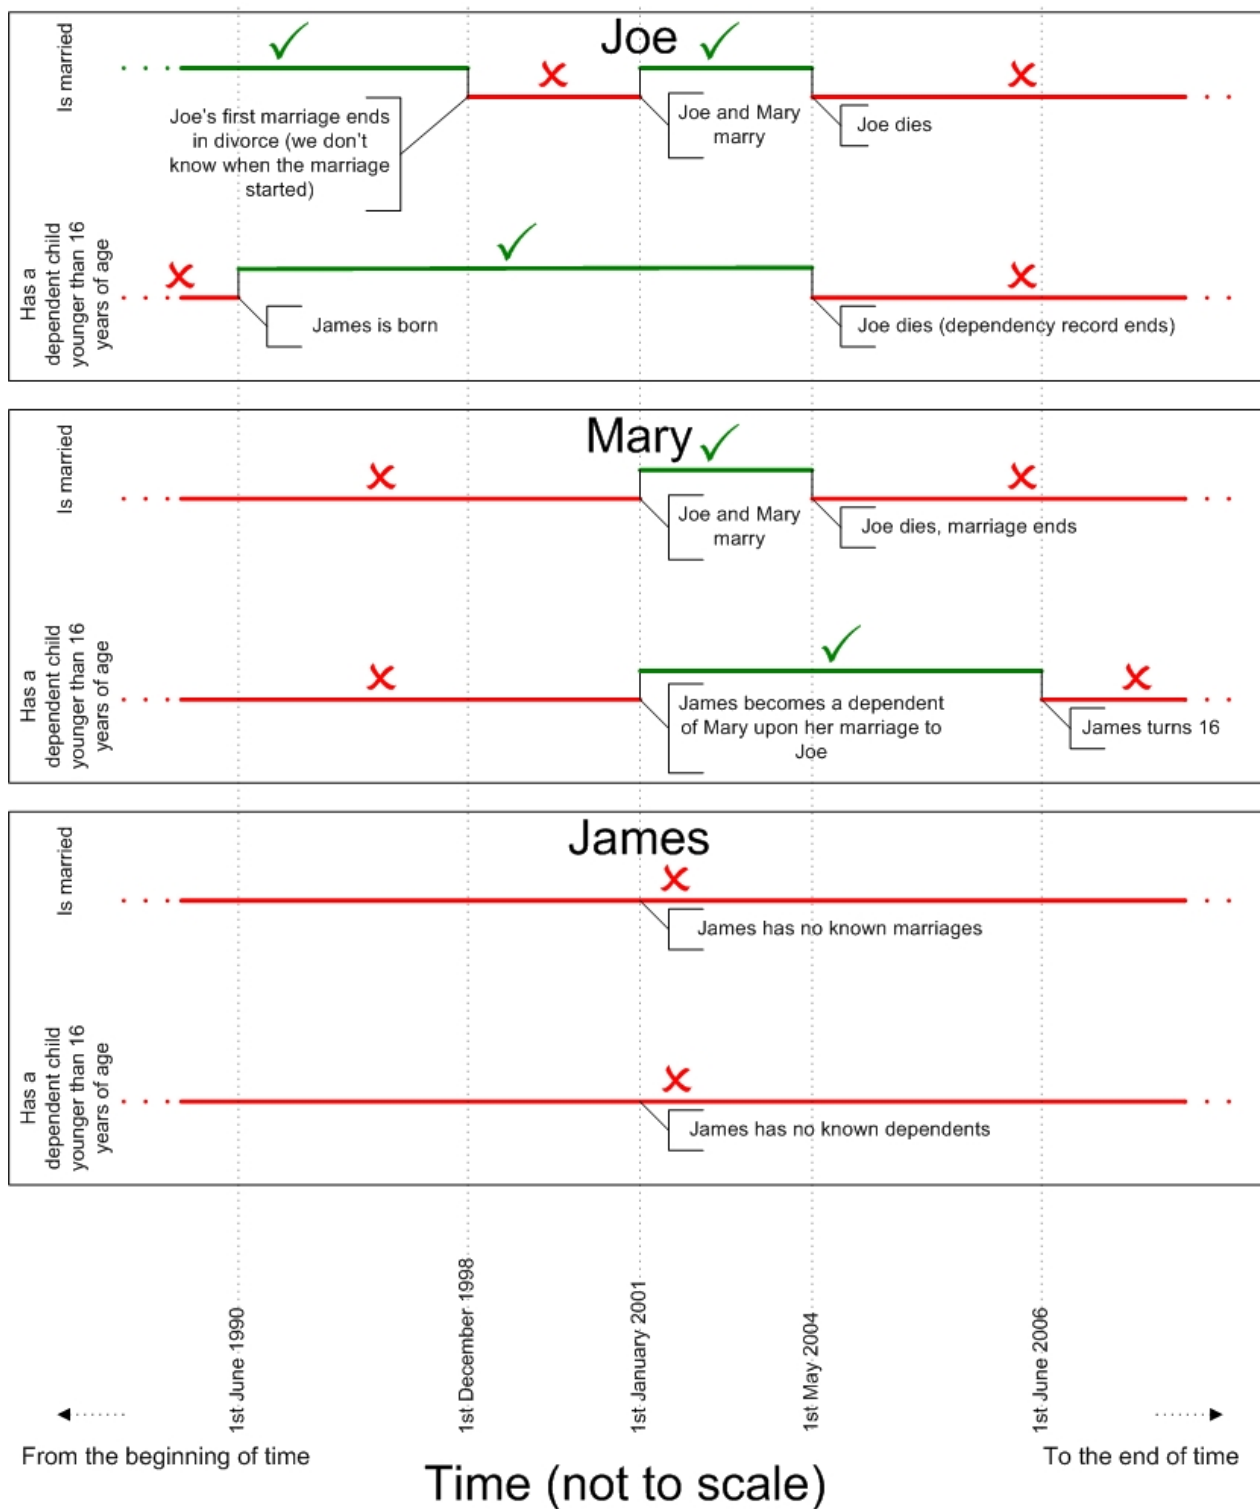 Joe
Is married
Joe's first marriage ends
in divorce (we don't
know when the marriage
started)
Joe and Mary
marry
Joe dies
Has a
dependent child
younger than 16
years of age
James is born
Joe dies (dependency record ends)
Mary
Is married
Joe and Mary
marry
Joe dies, marriage ends
Has a
dependent child
younger than 16
years of age
James becomes a dependent
of Mary upon her marriage to
Joe
James turns 16
James
Is married
James has no known marriages
Has a
dependent child
younger than 16
years of age
James has no known dependents
1st June 1990
1st December 1998
1st January 2001
1st May 2004
1st June 2006
From the beginning of time
To the end of time
Time (not to scale)